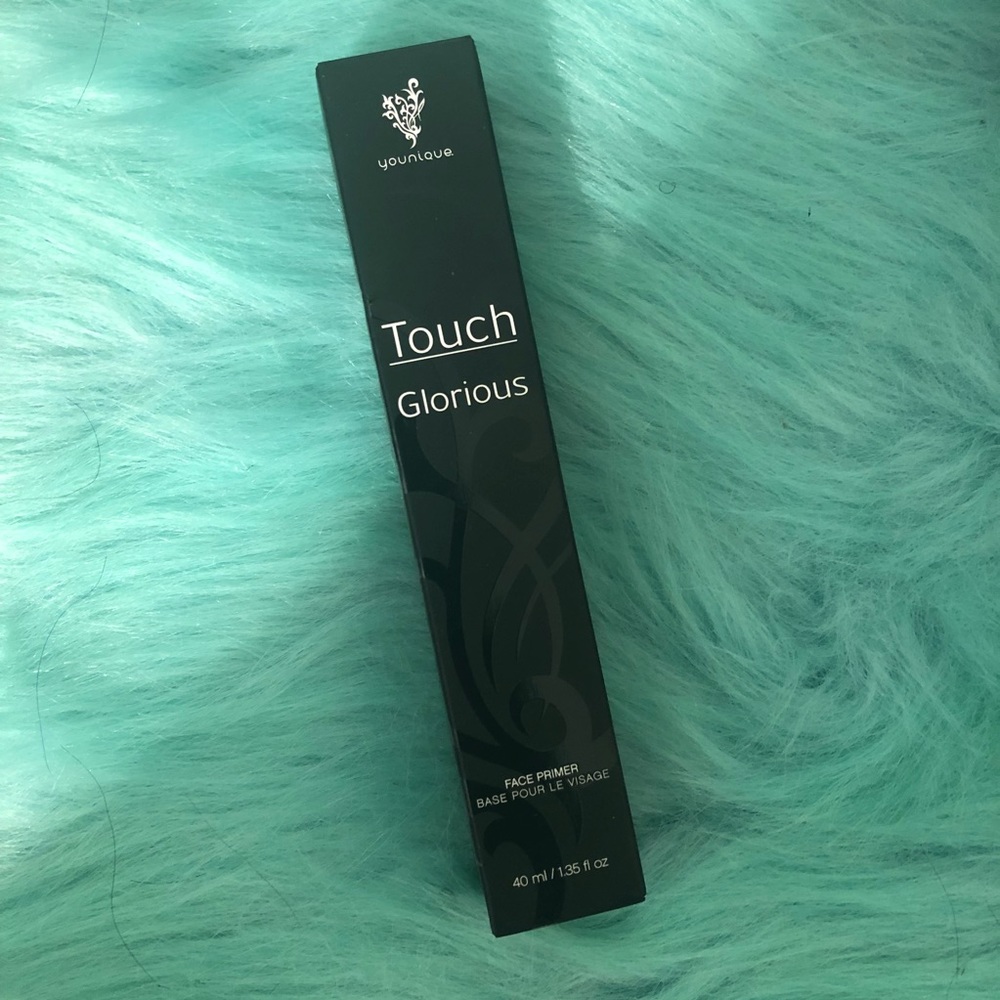 younique
Touch
Glorious
FACE PRIMER
BASE POUR LE VISAGE
40 ml / 1.35 fl oz